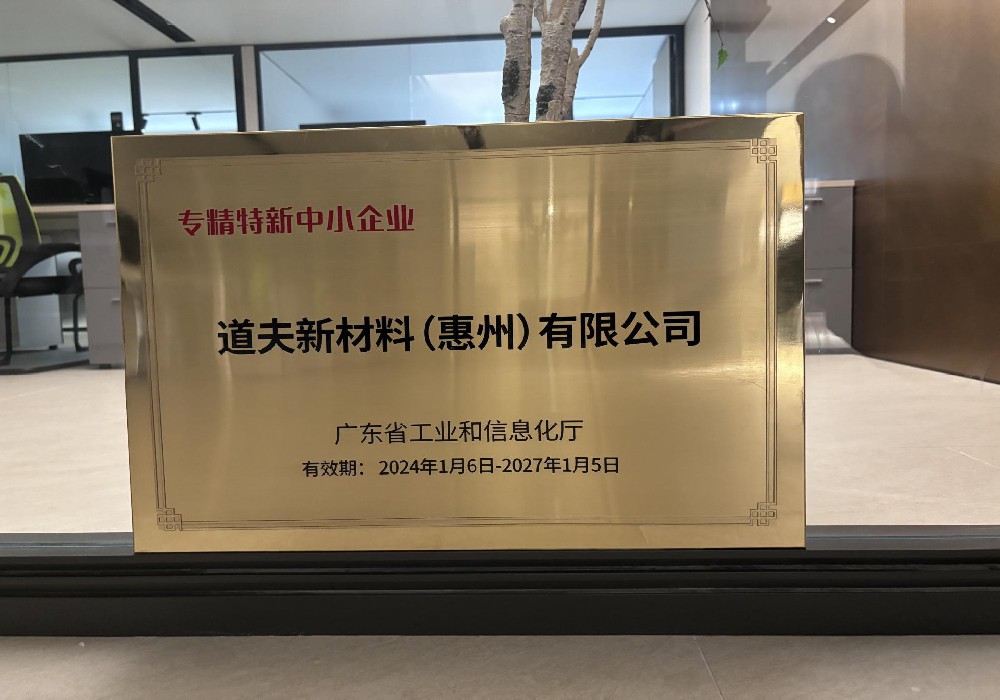 专精特新中小企业
道夫新材料（惠州）有限公司
广东省工业和信息化厅
有效期：2024年1月6日-2027年1月5日